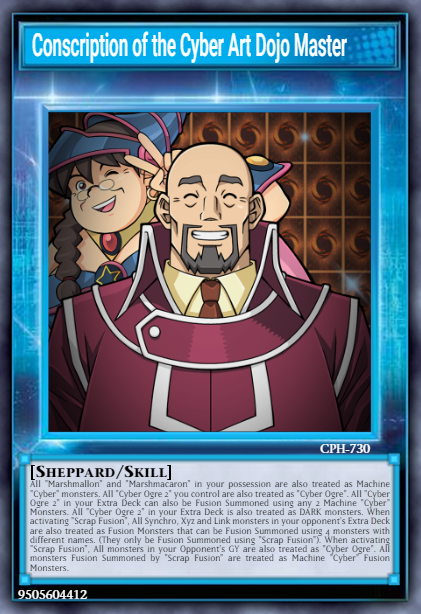 Conscription of the Cyber Art Dojo Master
CPH-730
[Sheppard/Skill]
All "Marshmallon" and "Marshmacaron" in your possession are also treated as Machine
"Cyber" monsters. All "Cyber Ogre 2" you control are also treated as "Cyber Ogre". All "Cyber
Ogre 2" in your Extra Deck can also be Fusion Summoned using any 2 Machine "Cyber"
Monsters. All "Cyber Ogre 2" in your Extra Deck is also treated as DARK monsters. When
activating "Scrap Fusion", All Synchro, Xyz and Link monsters in your opponent's Extra Deck
are also treated as Fusion Monsters that can be Fusion Summoned using 4 monsters with
different names. (They only be Fusion Summoned using "Scrap Fusion"). When activating
"Scrap Fusion", All monsters in your Opponent's GY are also treated as "Cyber Ogre". All
monsters Fusion Summoned by "Scrap Fusion" are treated as Machine "Cyber" Fusion
Monsters.
9505604412